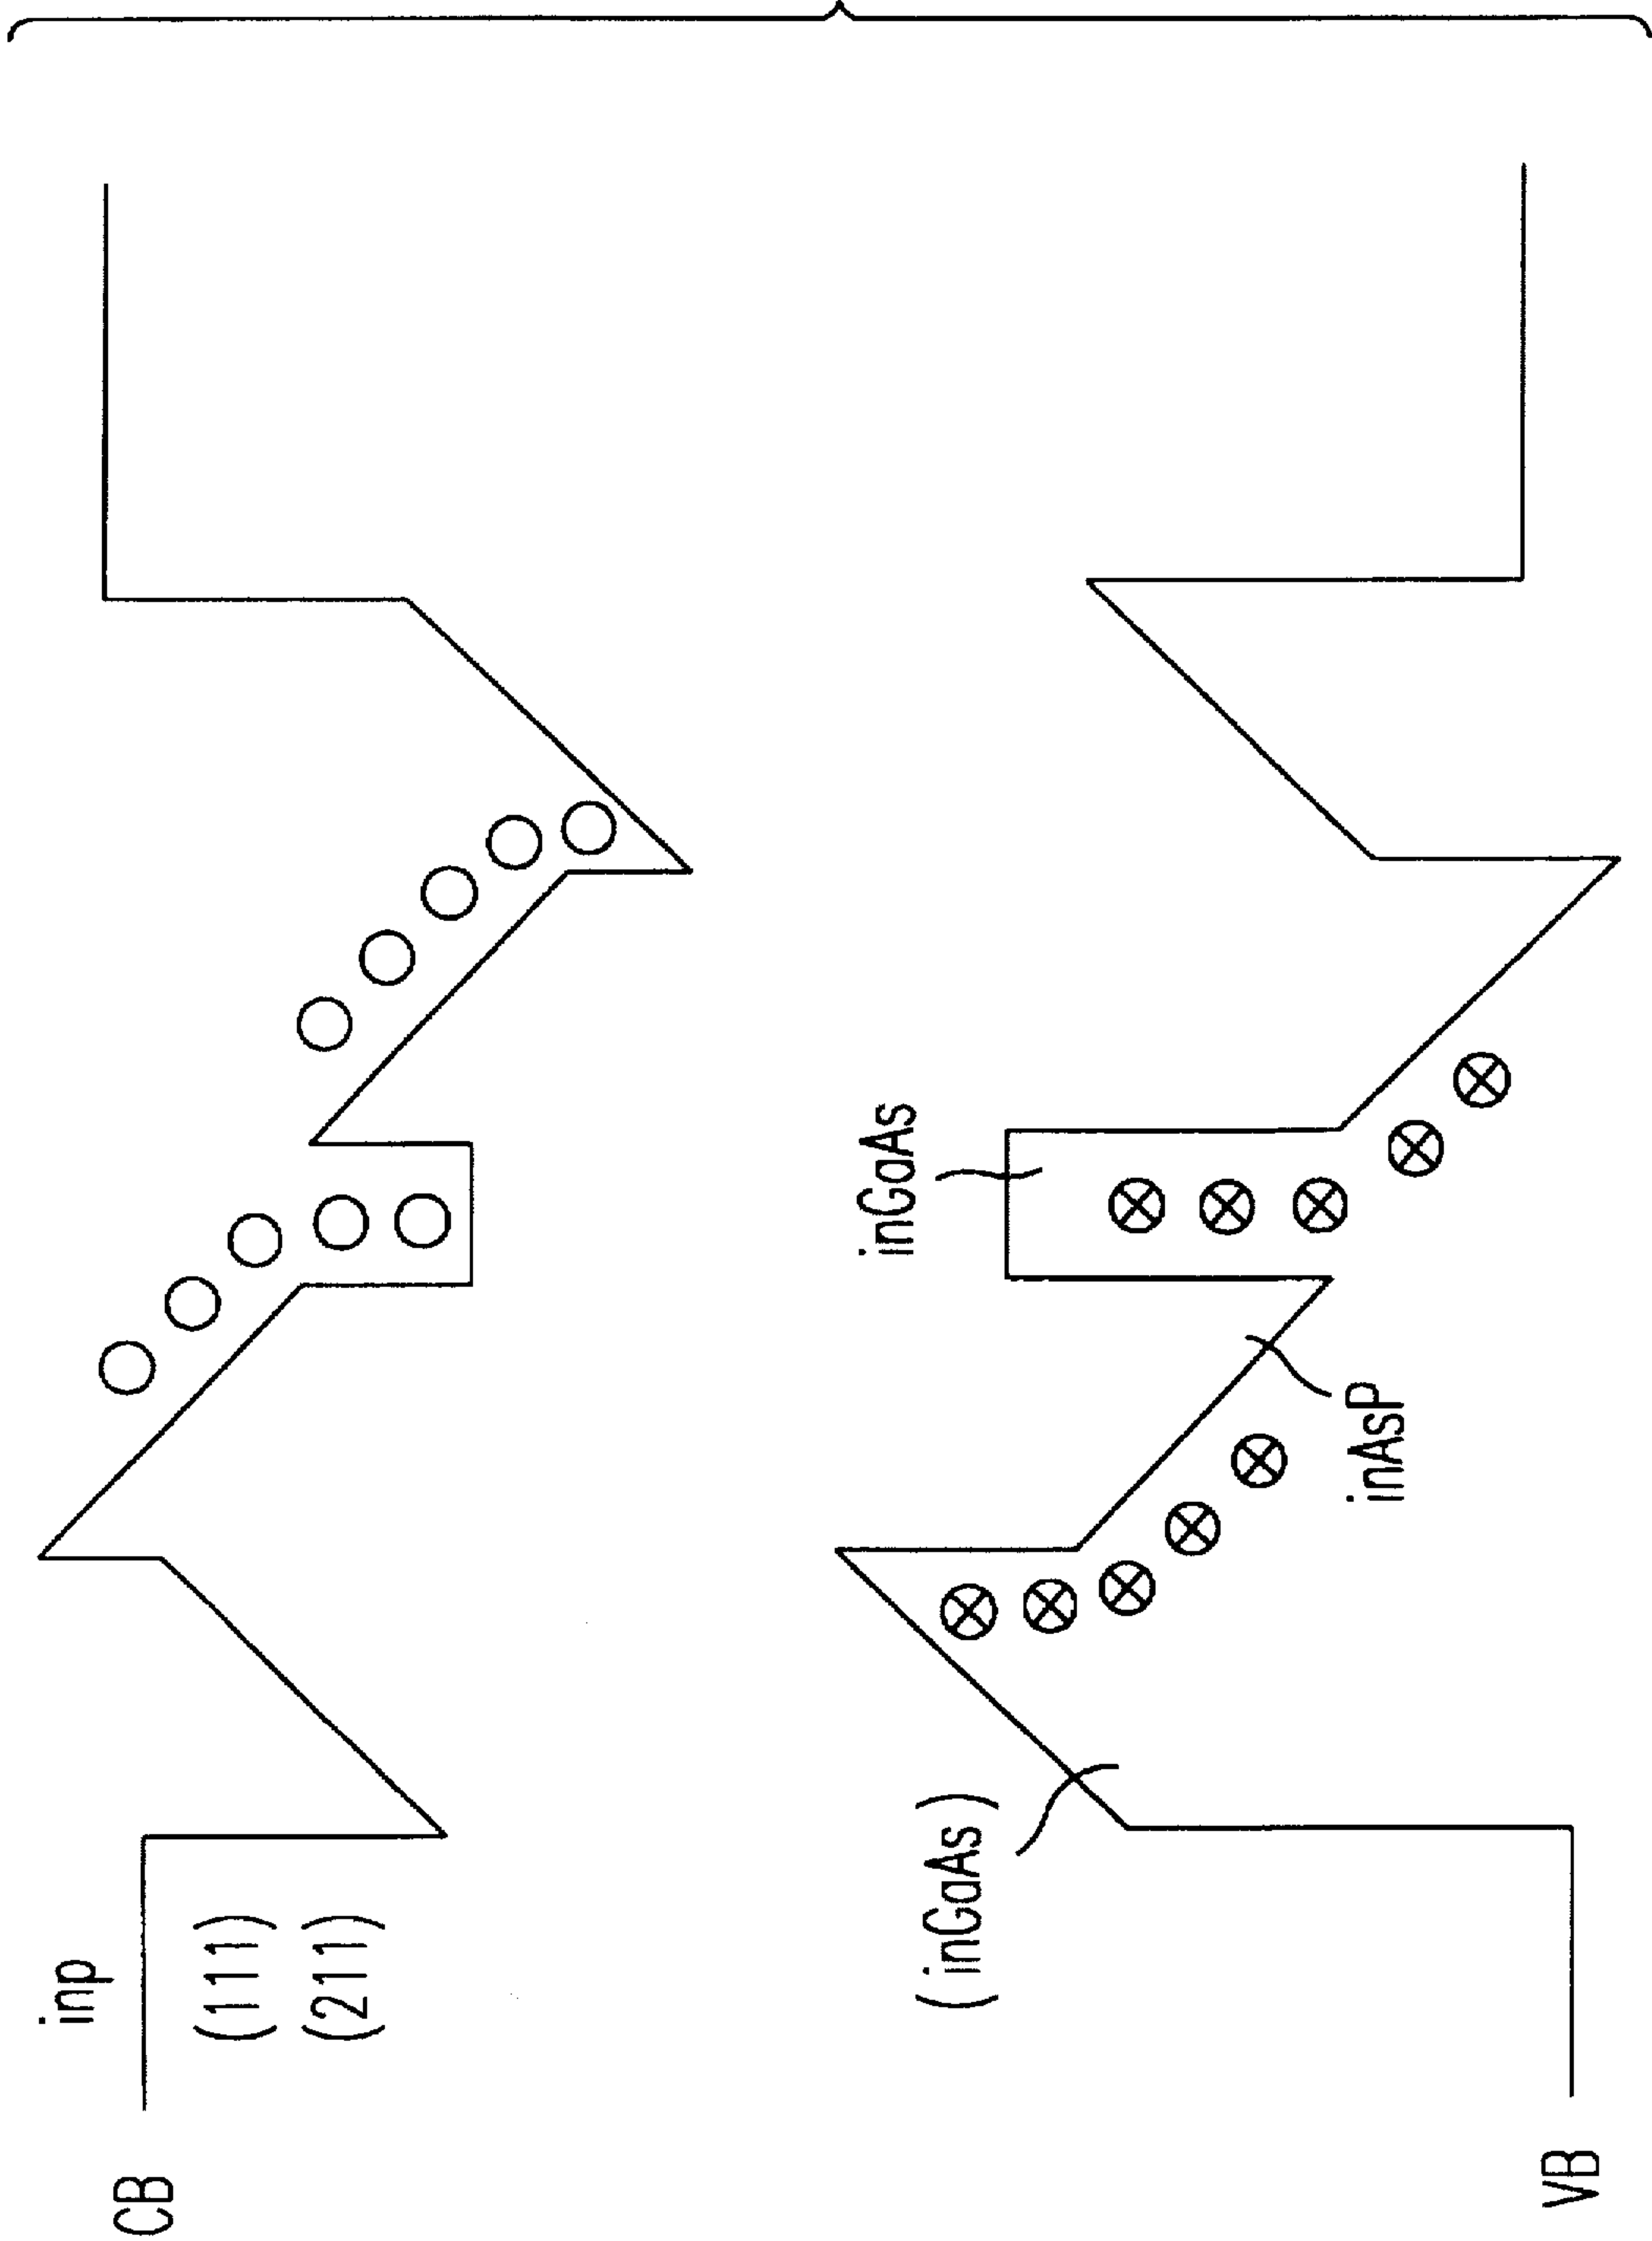 CB
inp
(111)
(211)
(inGaAs)
inAsP
inGaAs
VB